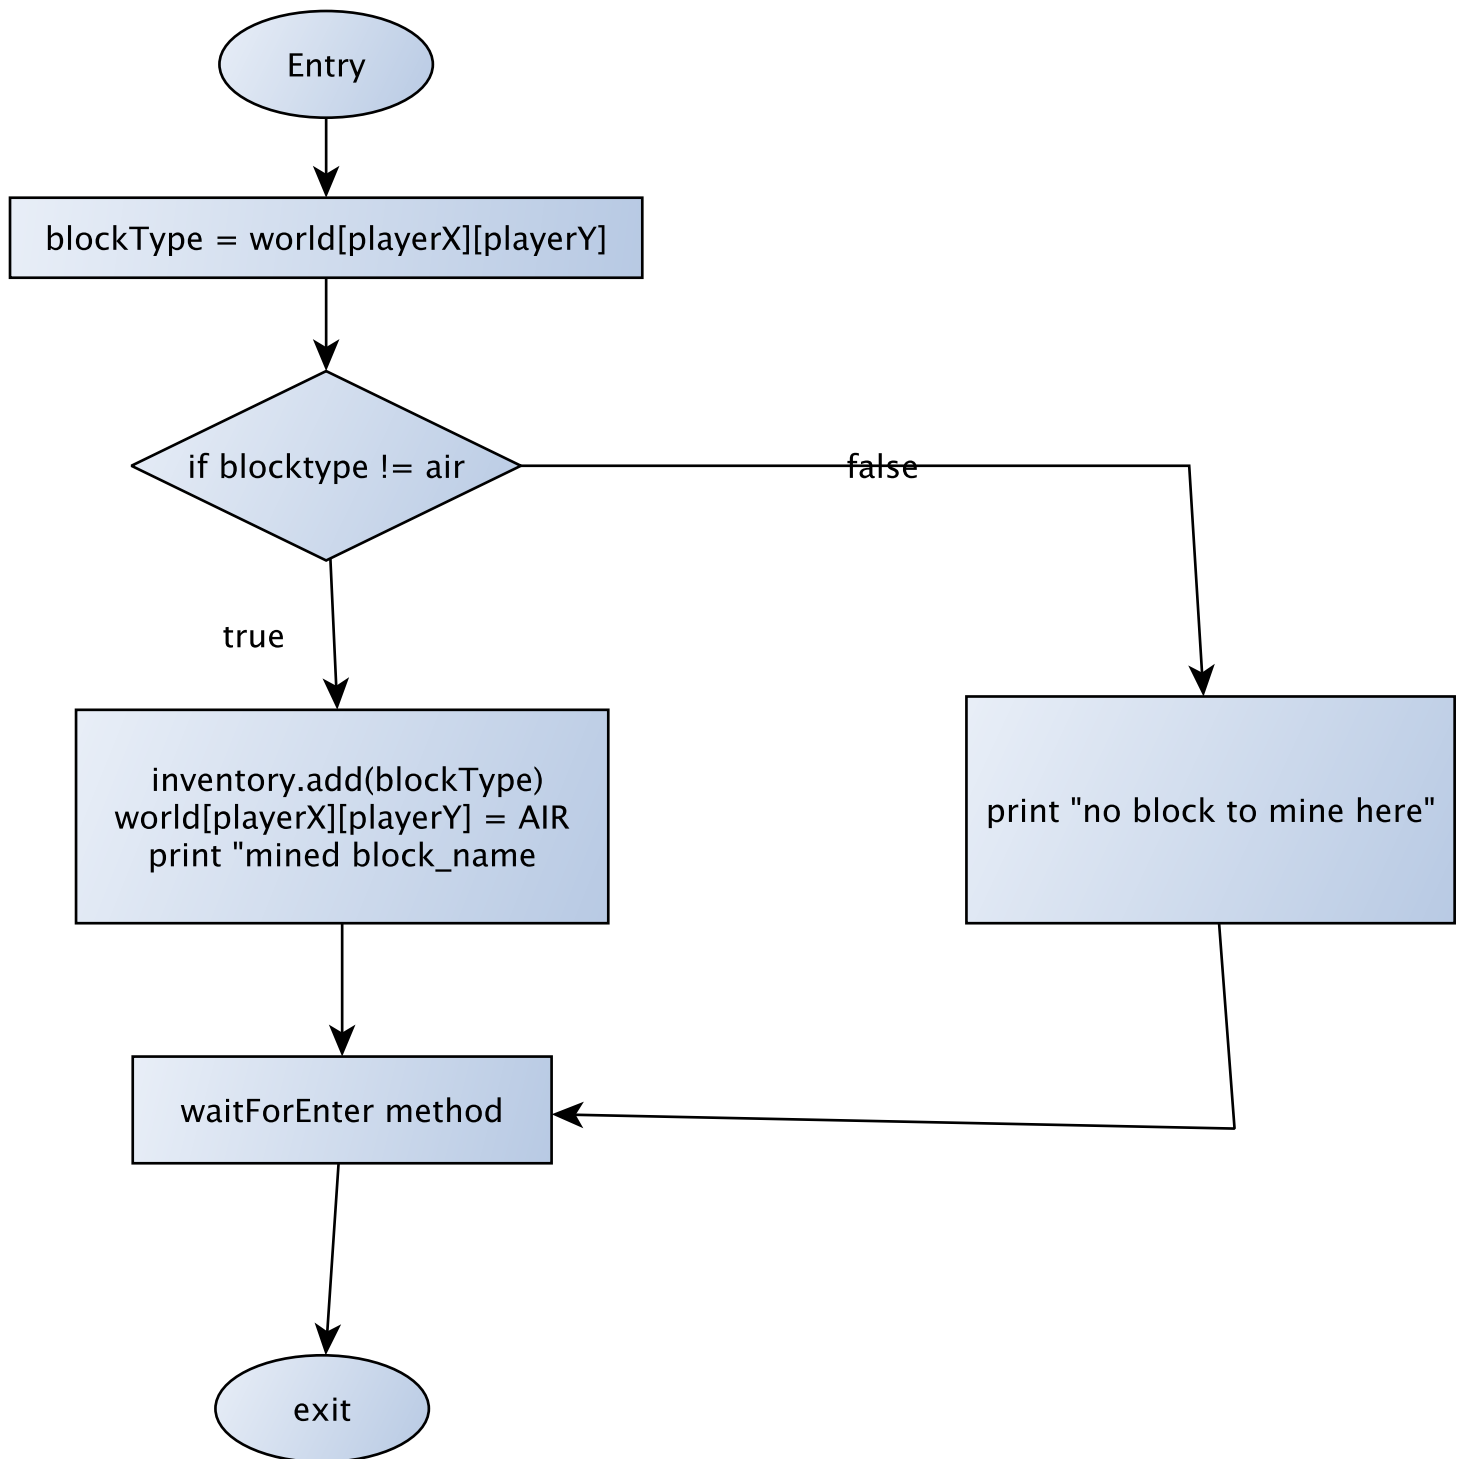 Entry
blockType = world[playerX][playerY]
if blocktype != air
false
true
inventory.add(blockType)
world[playerX][playerY] = AIR
print "mined block_name
print "no block to mine here"
waitForEnter method
exit